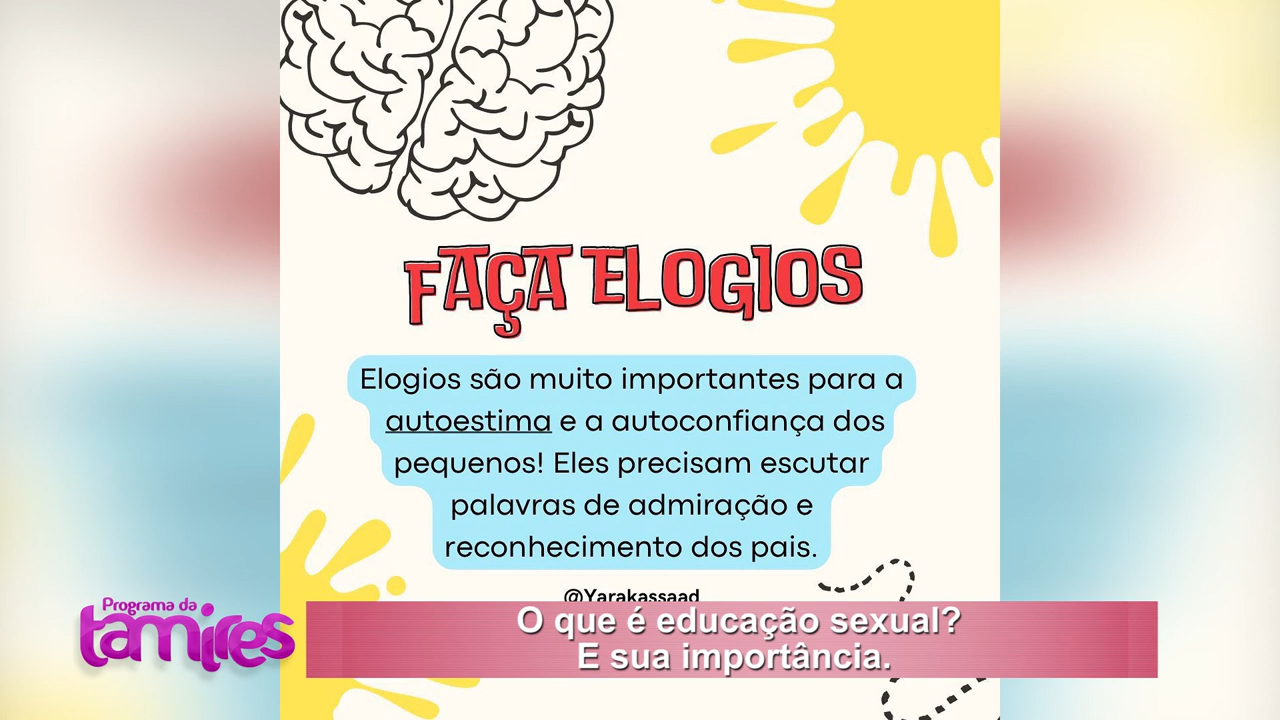 FAÇA ELOGIOS
Elogios são muito importantes para a
autoestima e a autoconfiança dos
pequenos! Eles precisam escutar
palavras de admiração e
reconhecimento dos pais.
@Yarakassaad
Programa da
tamires
O que é educação sexual?
E sua importância.